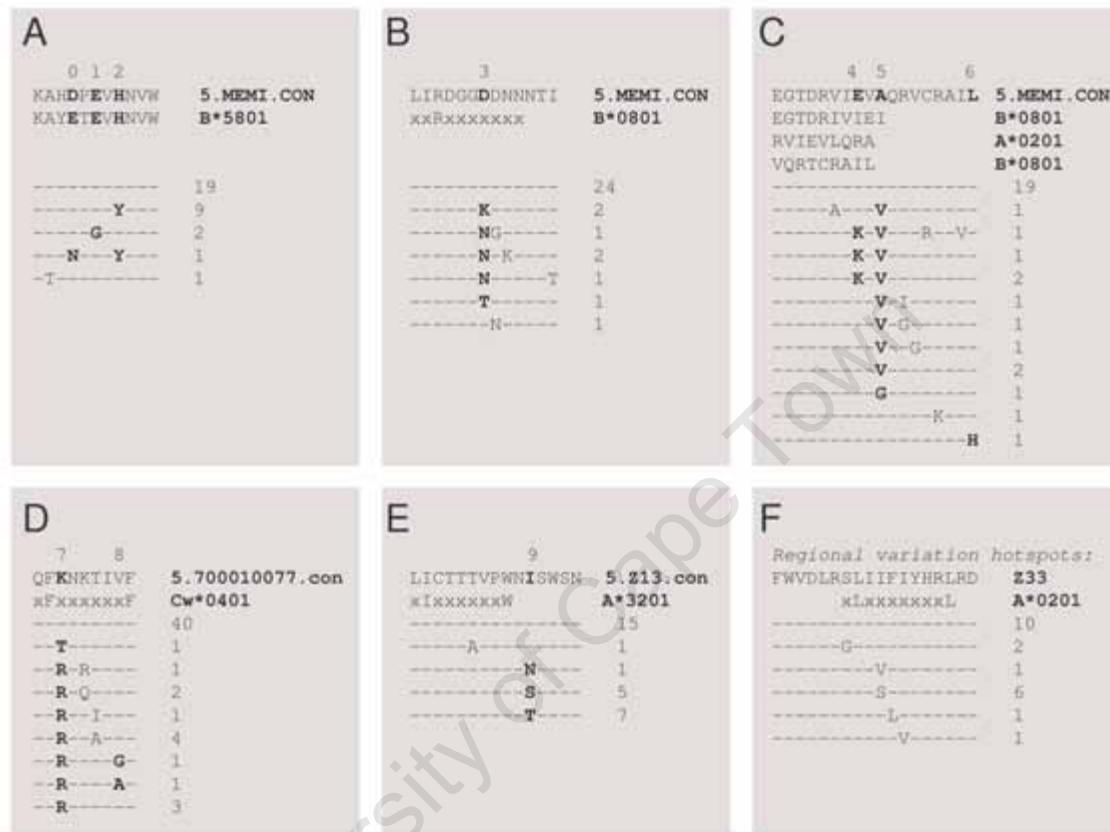 A
0 1 2
KAHDPEVHNVW 5.MEMI.CON
KAYETEVHNVW B*5801
----------- 19
-------Y--- 9
-----G----- 2
---N---Y--- 1
-T--------- 1
B
3
LIRDGGDDNNNTI 5.MEMI.CON
xxRxxxxxxx B*0801
------------- 24
------K------ 2
------NG----- 1
------N-K---- 2
------N-----T 1
------T------ 1
-------N----- 1
C
4 5 6
EGTDRVIEVAQRVCRAIL 5.MEMI.CON
EGTDRIVIEI B*0801
RVIEVLQRA A*0201
VQRTCRAIL B*0801
------------------ 19
-----A---V-------- 1
-------K-V---R--V- 1
-------K-V-------- 1
-------K-V-------- 2
---------V-I------ 1
---------V-G------ 1
---------V--G----- 1
---------V-------- 2
---------G-------- 1
--------------K--- 1
-----------------H 1
D
7 8
QFKNKTIVF 5.700010077.con
xFxxxxxxF Cw*0401
--------- 40
--T------ 1
--R-R---- 1
--R-Q---- 2
--R--I--- 1
--R--A--- 4
--R----G- 1
--R----A- 1
--R------ 3
E
9
LICTTTVPWNISWSN 5.Z13.con
xIxxxxxxW A*3201
--------------- 15
-----A--------- 1
----------N---- 1
----------S---- 5
----------T---- 7
F
Regional variation hotspots:
FWVDLRSLIIFIYHRLRD Z33
xLxxxxxxL A*0201
------------------ 10
------G----------- 2
---------V-------- 1
---------S-------- 6
----------L------- 1
-----------V------ 1
University of Cape Town